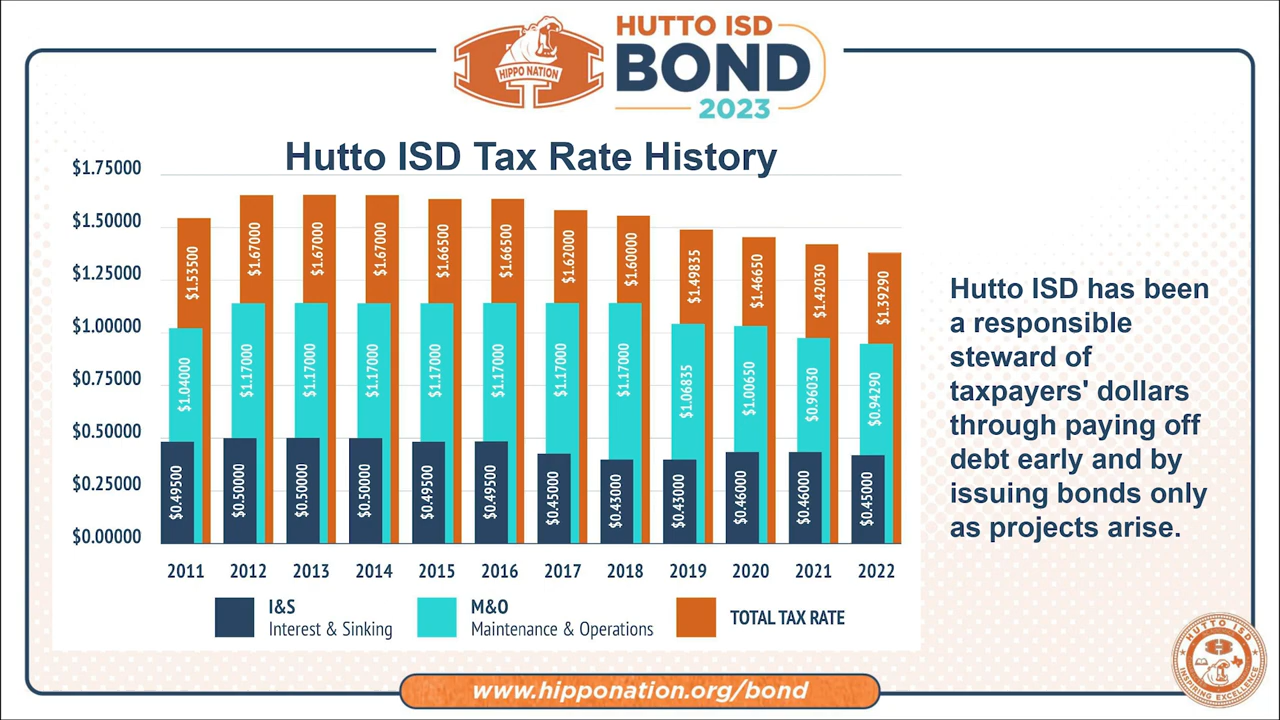 HIPPO NATION
HUTTO ISD
BOND
2023
Hutto ISD Tax Rate History
$1.75000
$1.50000
$1.25000
$1.00000
$0.75000
$0.50000
$0.25000
$0.00000
$1.53500
$1.67000
$1.67000
$1.67000
$1.66500
$1.66500
$1.62000
$1.60000
$1.49835
$1.46650
$1.42030
$1.39290
$1.04000
$1.17000
$1.17000
$1.17000
$1.17000
$1.17000
$1.17000
$1.17000
$1.06835
$1.00650
$0.96030
$0.94290
$0.49500
$0.50000
$0.50000
$0.50000
$0.49500
$0.49500
$0.45000
$0.43000
$0.43000
$0.46000
$0.46000
$0.45000
2011 2012 2013 2014 2015 2016 2017 2018 2019 2020 2021 2022
I&S
Interest & Sinking
M&O
Maintenance & Operations
TOTAL TAX RATE
Hutto ISD has been
a responsible
steward of
taxpayers' dollars
through paying off
debt early and by
issuing bonds only
as projects arise.
www.hipponation.org/bond
HUTTO ISD
INSPIRING EXCELLENCE